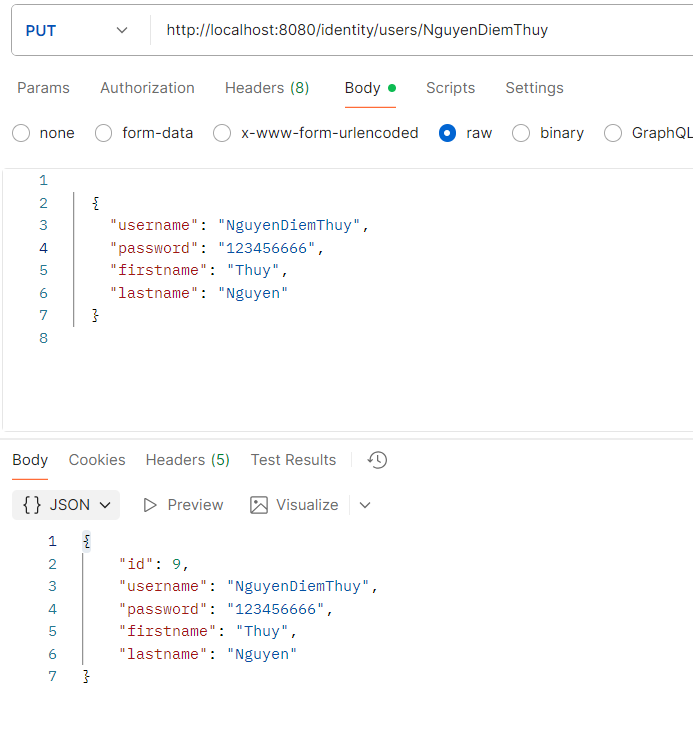 PUT http://localhost:8080/identity/users/NguyenDiemThuy
Params Authorization Headers (8) Body Scripts Settings
none form-data x-www-form-urlencoded raw binary GraphQL
1
2 {
3 "username": "NguyenDiemThuy",
4 "password": "123456666",
5 "firstname": "Thuy",
6 "lastname": "Nguyen"
7 }
8
Body Cookies Headers (5) Test Results
{} JSON Preview Visualize
1 {
2 "id": 9,
3 "username": "NguyenDiemThuy",
4 "password": "123456666",
5 "firstname": "Thuy",
6 "lastname": "Nguyen"
7 }